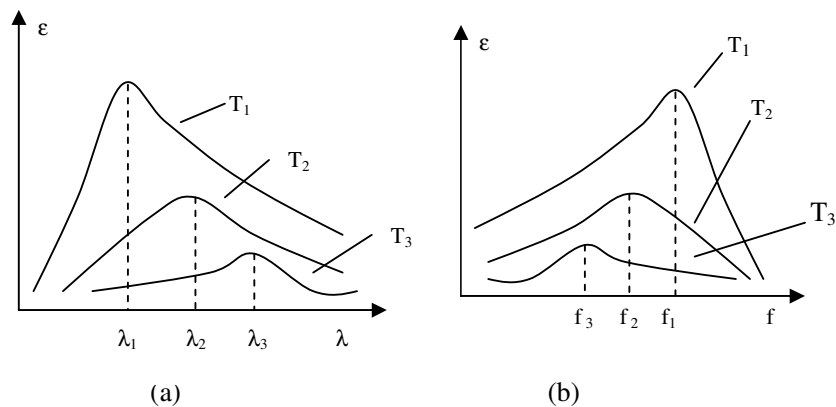 ε
T₁
T₂
T₃
λ₁ λ₂ λ₃ λ
(a)
ε
T₁
T₂
T₃
f₃ f₂ f₁ f
(b)